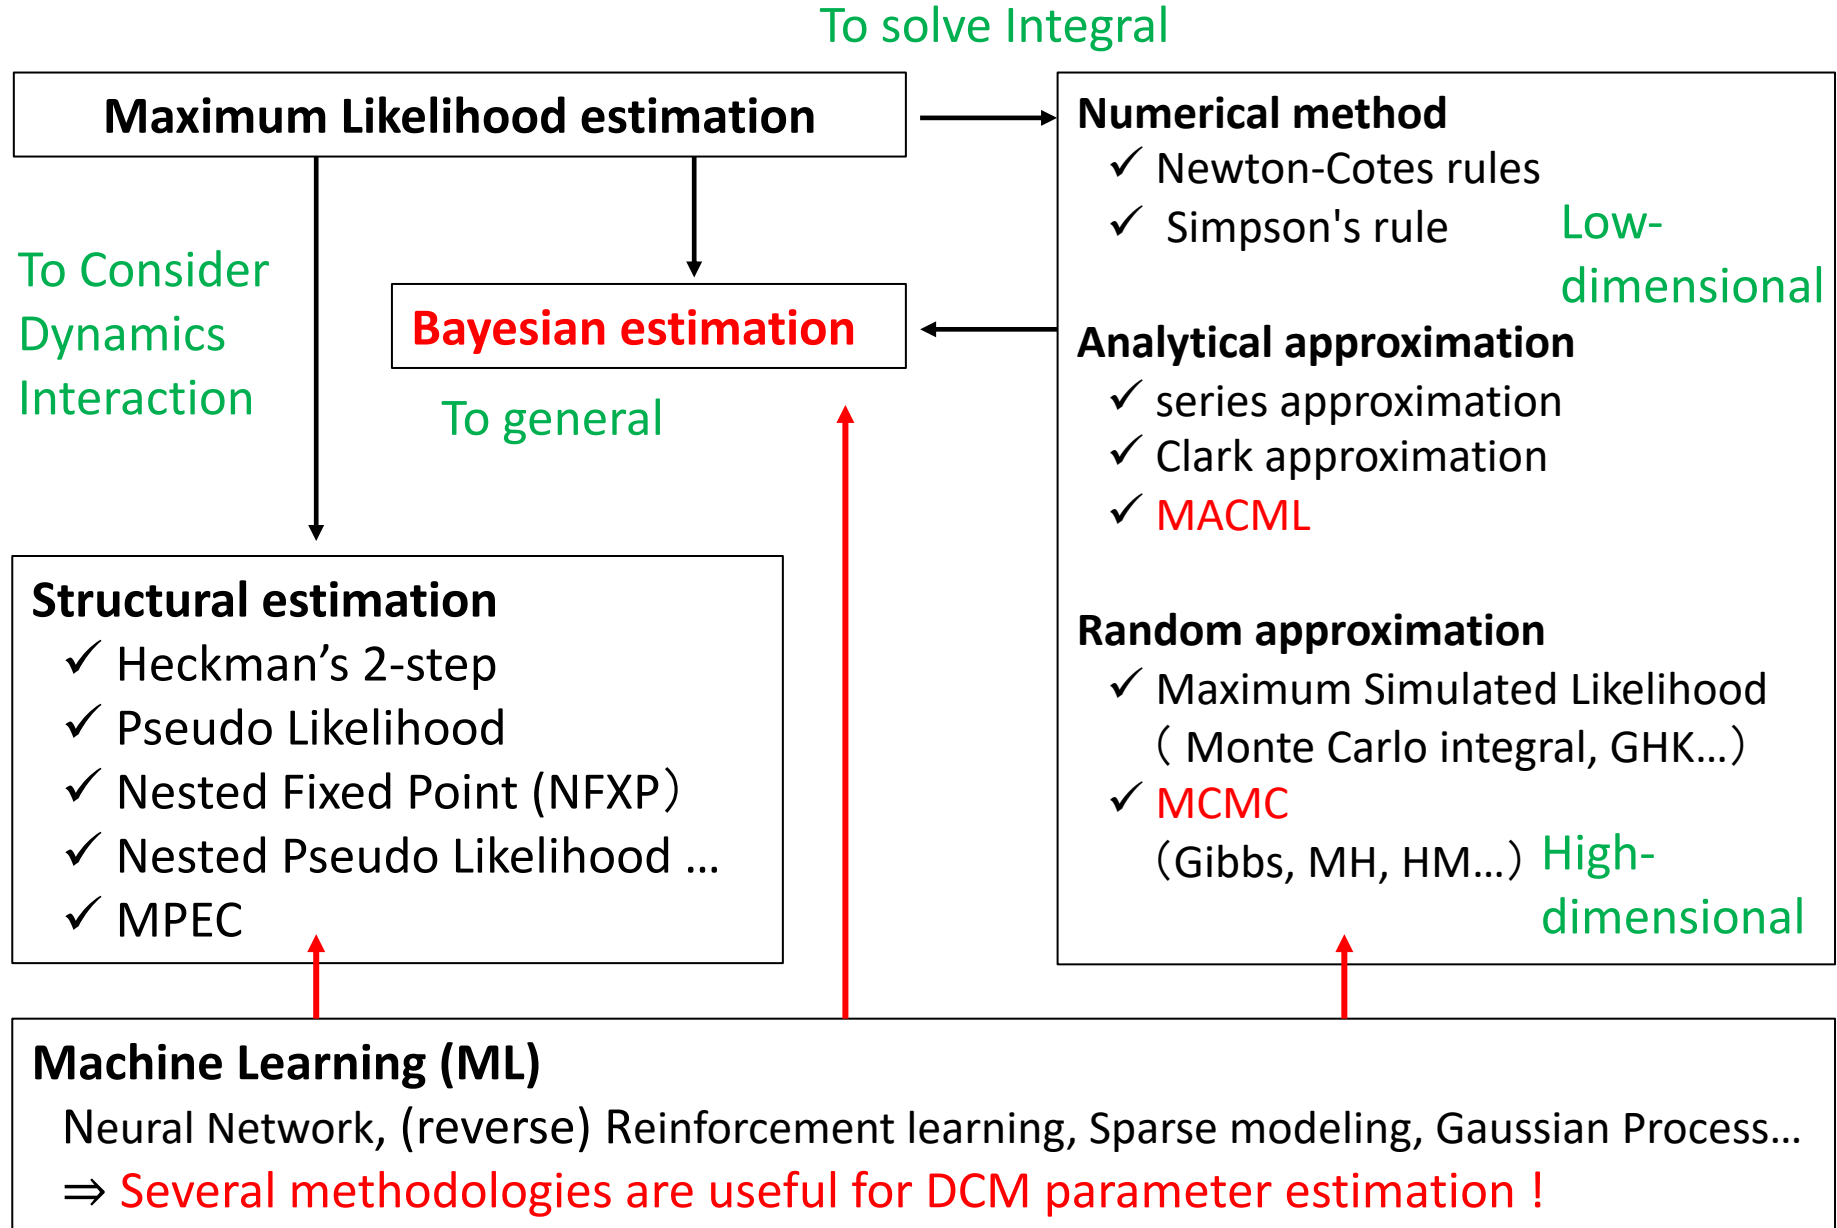 To solve Integral
Maximum Likelihood estimation
To Consider
Dynamics
Interaction
Bayesian estimation
To general
Numerical method
✓ Newton-Cotes rules
✓ Simpson's rule
Low-
dimensional
Analytical approximation
✓ series approximation
✓ Clark approximation
✓ MACML
Random approximation
✓ Maximum Simulated Likelihood
（ Monte Carlo integral, GHK...）
✓ MCMC
（Gibbs, MH, HM...）
High-
dimensional
Structural estimation
✓ Heckman’s 2-step
✓ Pseudo Likelihood
✓ Nested Fixed Point (NFXP）
✓ Nested Pseudo Likelihood ...
✓ MPEC
Machine Learning (ML)
Neural Network, (reverse) Reinforcement learning, Sparse modeling, Gaussian Process...
⇒ Several methodologies are useful for DCM parameter estimation !